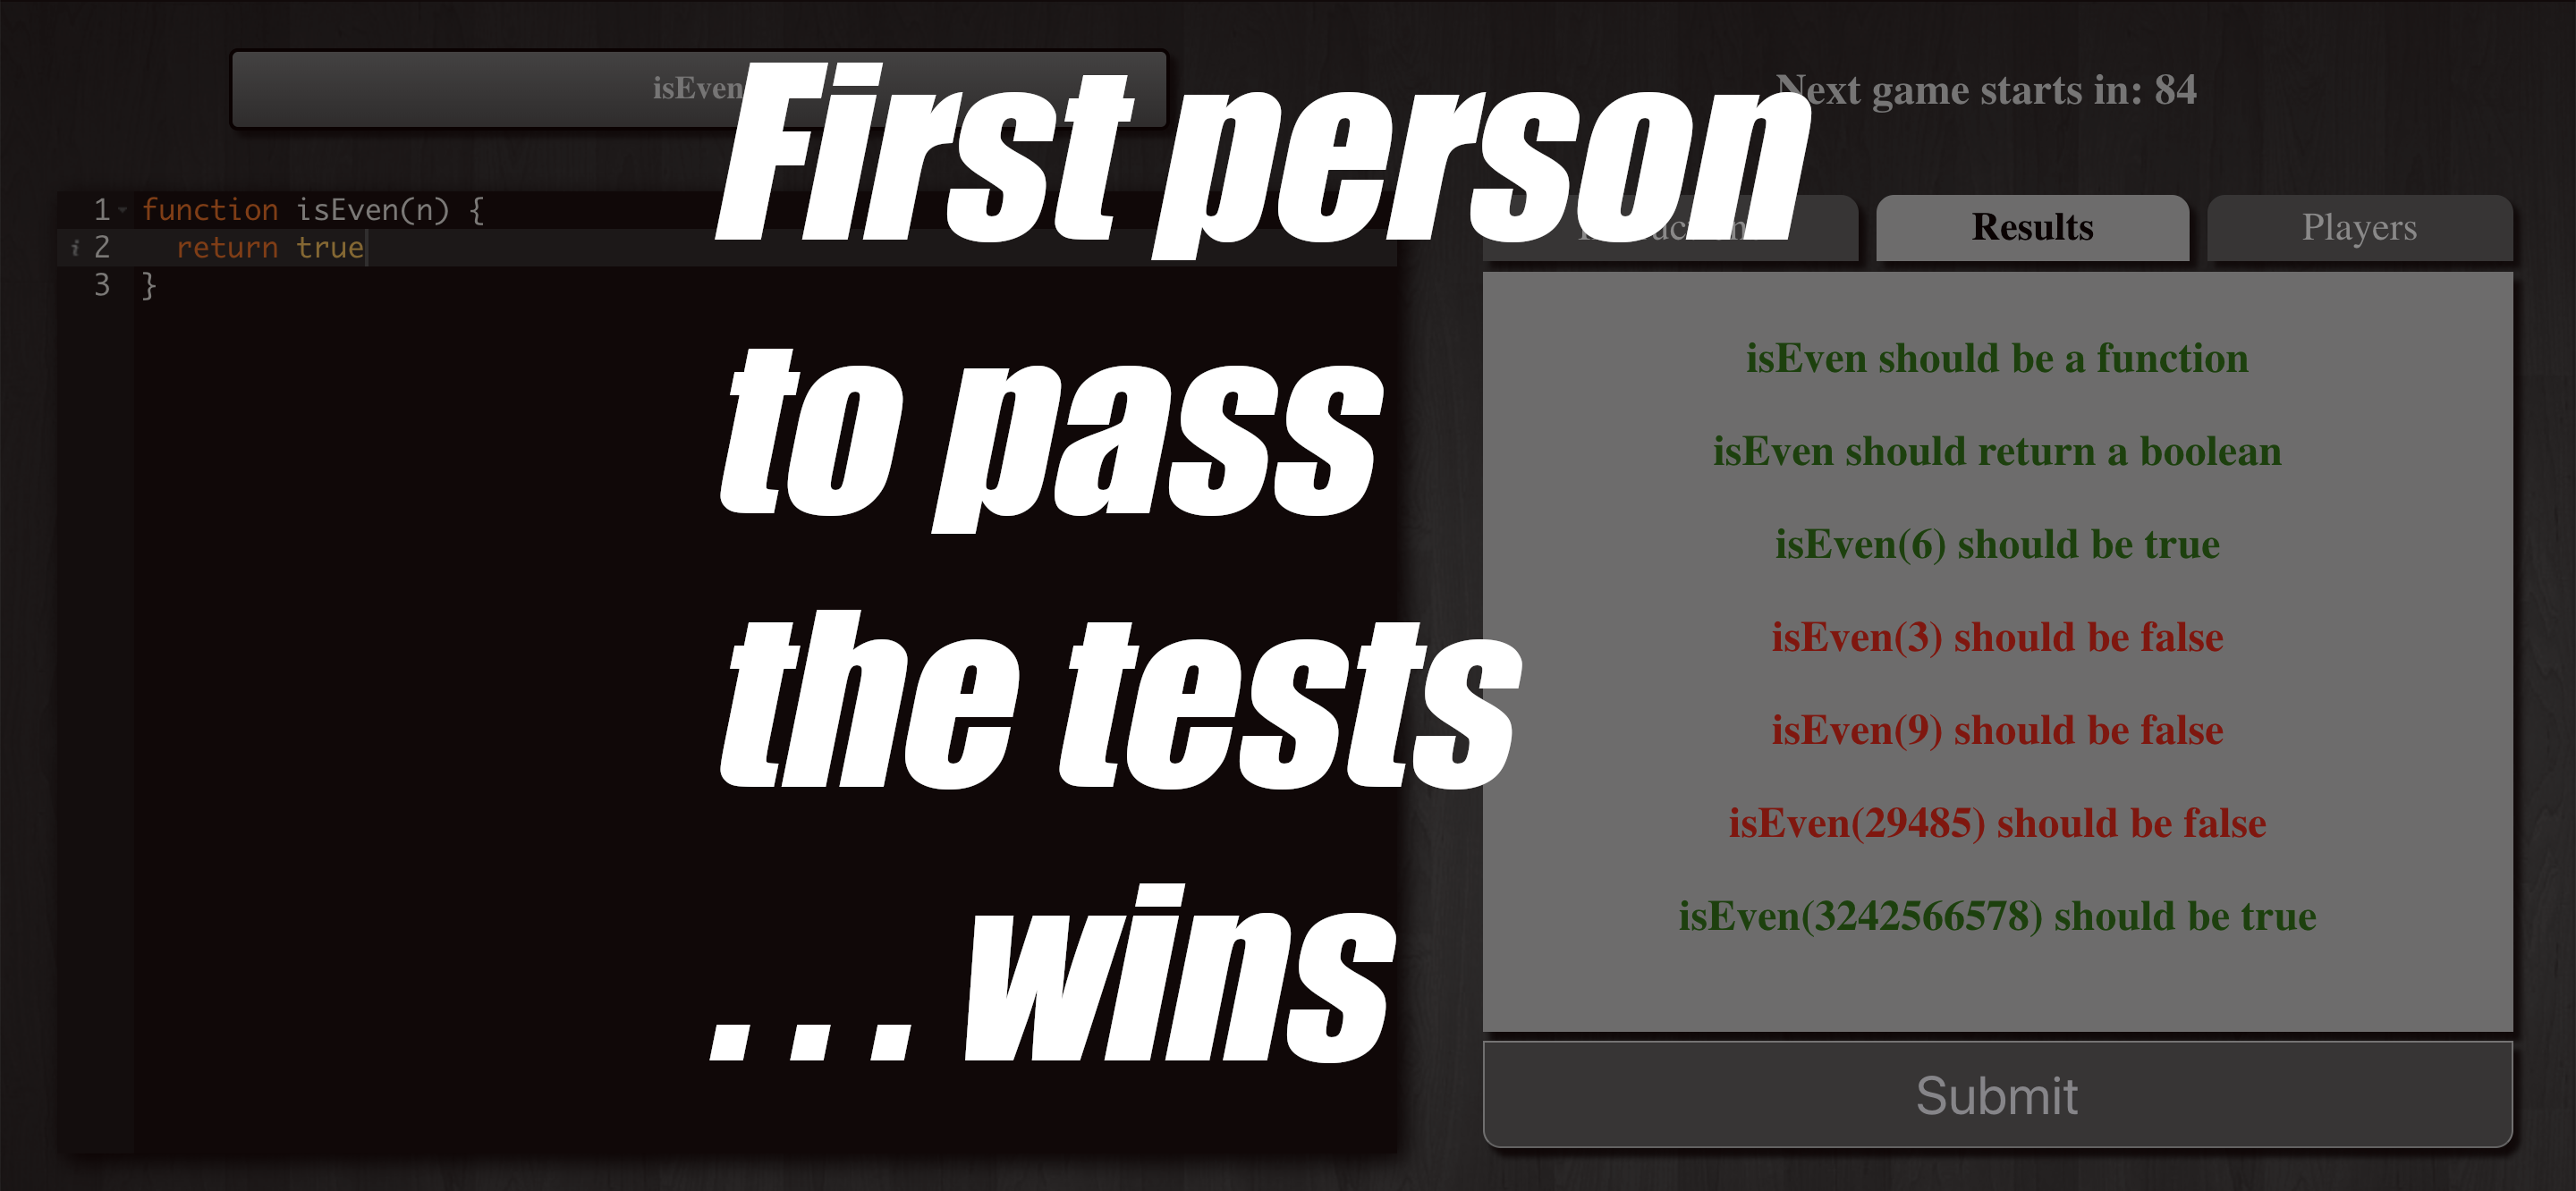 isEven
Next game starts in: 84
First person
to pass
the tests
. . . wins
1 function isEven(n) {
i 2 return true
3 }
Results
Players
isEven should be a function
isEven should return a boolean
isEven(6) should be true
isEven(3) should be false
isEven(9) should be false
isEven(29485) should be false
isEven(3242566578) should be true
Submit